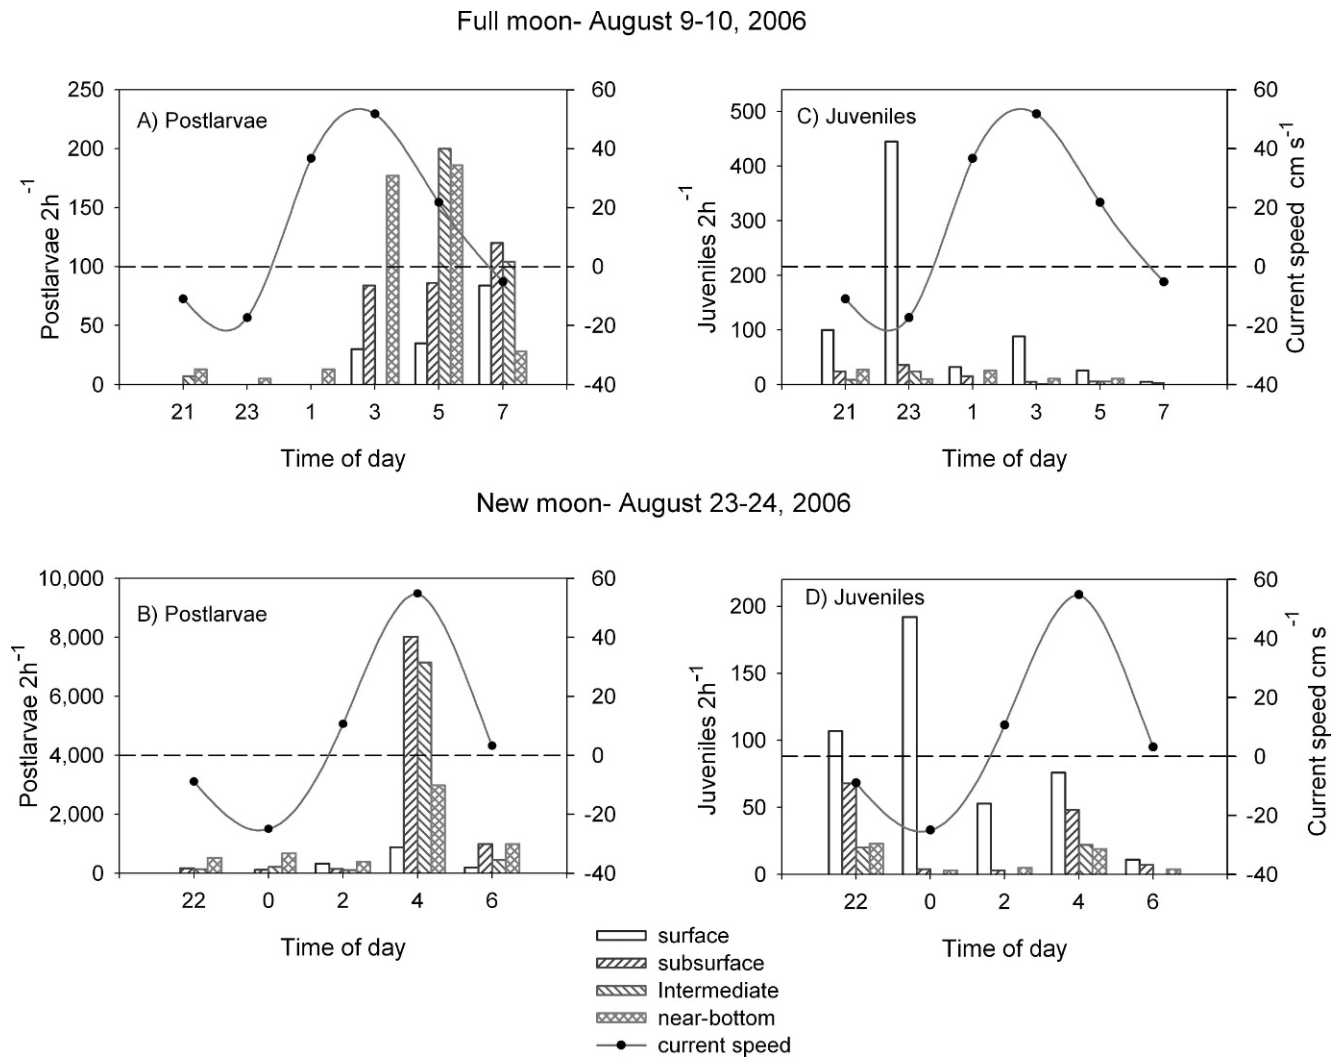 Full moon- August 9-10, 2006
A) Postlarvae
C) Juveniles
250
200
150
100
50
0
60
40
20
0
-20
-40
500
400
300
200
100
0
60
40
20
0
-20
-40
Postlarvae 2h-1
Juveniles 2h-1
Current speed cm s-1
21 23 1 3 5 7
21 23 1 3 5 7
Time of day
Time of day
New moon- August 23-24, 2006
B) Postlarvae
D) Juveniles
10,000
8,000
6,000
4,000
2,000
0
60
40
20
0
-20
-40
200
150
100
50
0
60
40
20
0
-20
-40
Postlarvae 2h-1
Juveniles 2h-1
Current speed cm s-1
22 0 2 4 6
22 0 2 4 6
Time of day
Time of day
surface
subsurface
Intermediate
near-bottom
current speed